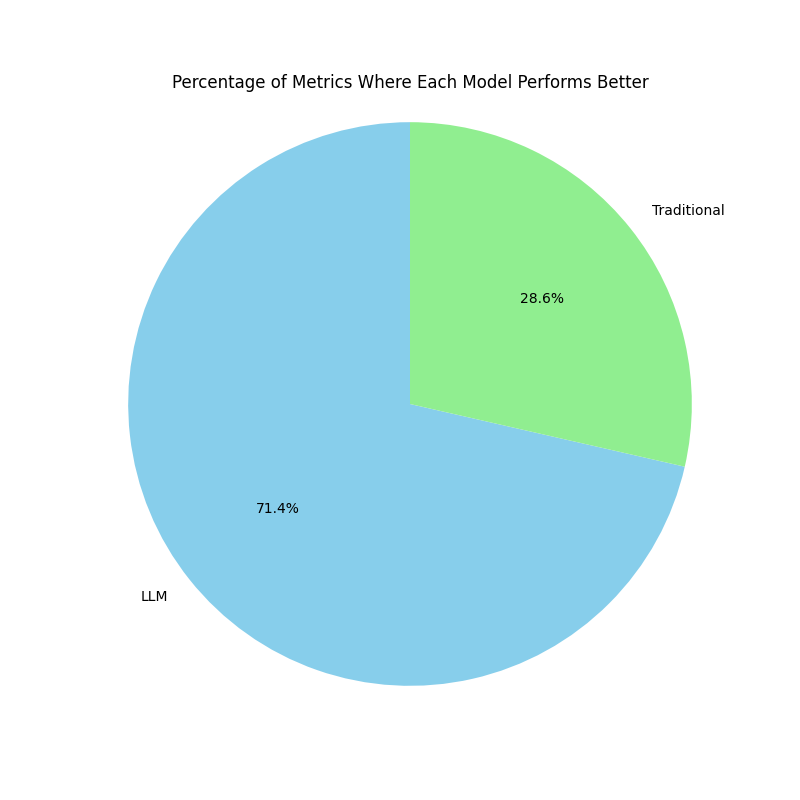 Percentage of Metrics Where Each Model Performs Better
Traditional
28.6%
71.4%
LLM